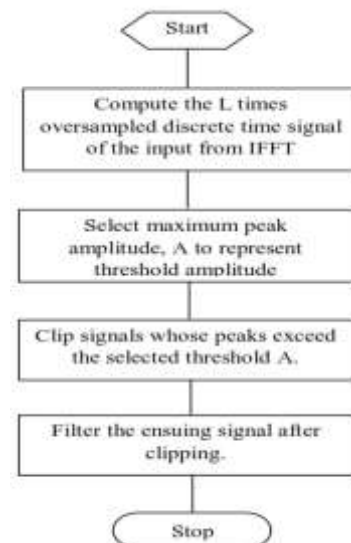 Start
Compute the L times
oversampled discrete time signal
of the input from IFFT
Select maximum peak
amplitude, A to represent
threshold amplitude
Clip signals whose peaks exceed
the selected threshold A.
Filter the ensuing signal after
clipping.
Stop